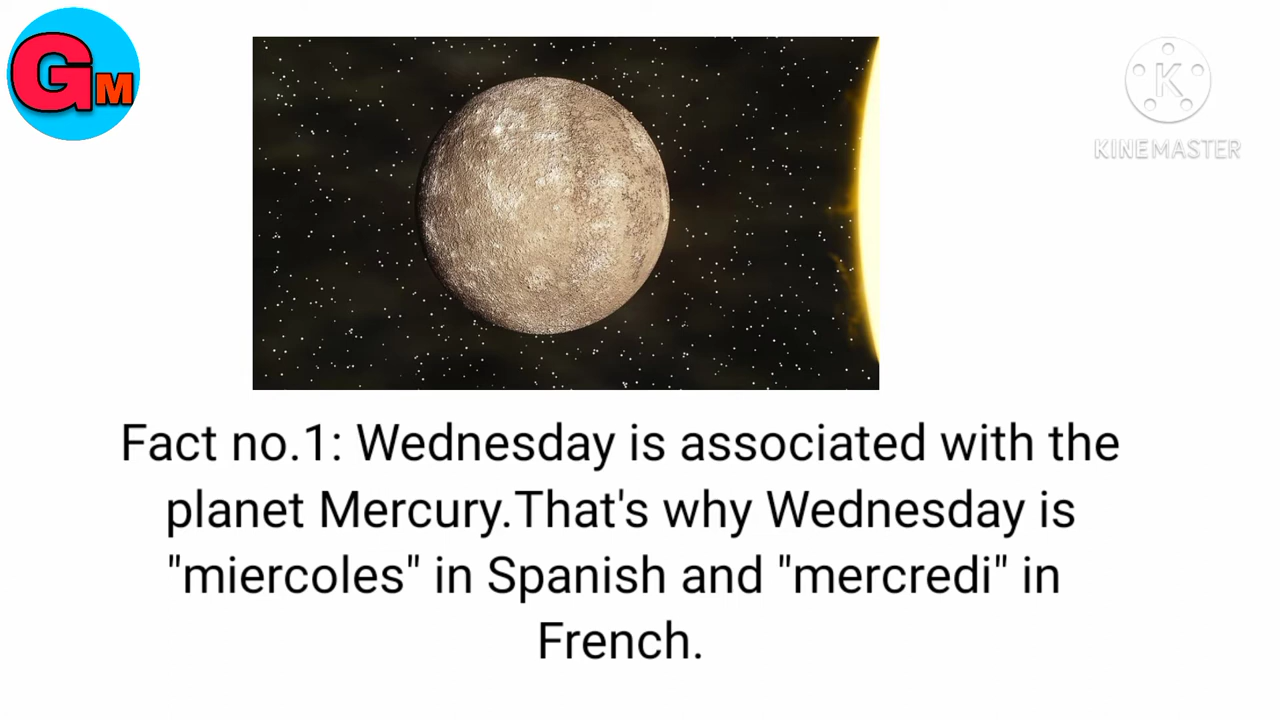 GM
KINEMASTER
Fact no.1: Wednesday is associated with the
planet Mercury.That's why Wednesday is
"miercoles" in Spanish and "mercredi" in
French.